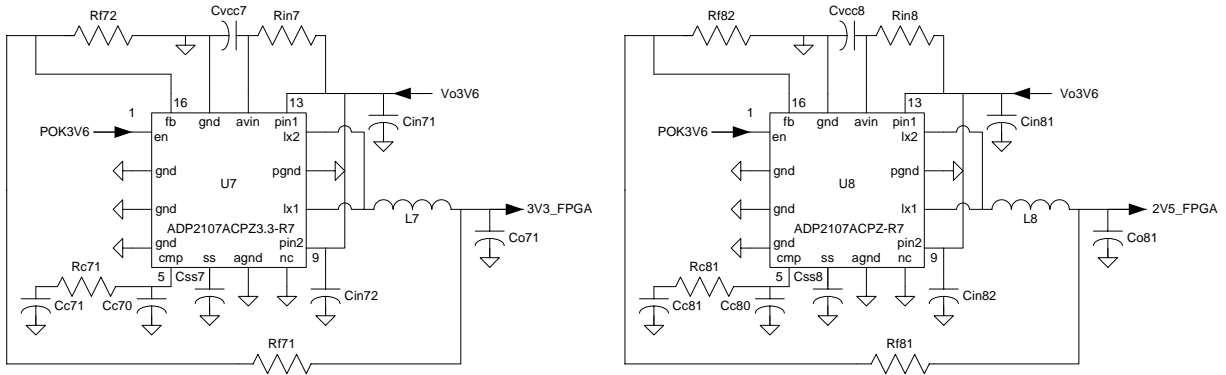 Rf72
Cvcc7
Rin7
16
13
Vo3V6
1
fb
gnd
avin
pin1
Cin71
POK3V6
en
lx2
gnd
pgnd
U7
gnd
lx1
L7
3V3_FPGA
ADP2107ACPZ3.3-R7
gnd
pin2
Co71
cmp
ss
agnd
nc
9
5
Css7
Rc71
Cc71
Cc70
Cin72
Rf71
Rf82
Cvcc8
Rin8
16
13
Vo3V6
1
fb
gnd
avin
pin1
Cin81
POK3V6
en
lx2
gnd
pgnd
U8
gnd
lx1
L8
2V5_FPGA
ADP2107ACPZ-R7
gnd
pin2
Co81
cmp
ss
agnd
nc
9
5
Css8
Rc81
Cc81
Cc80
Cin82
Rf81